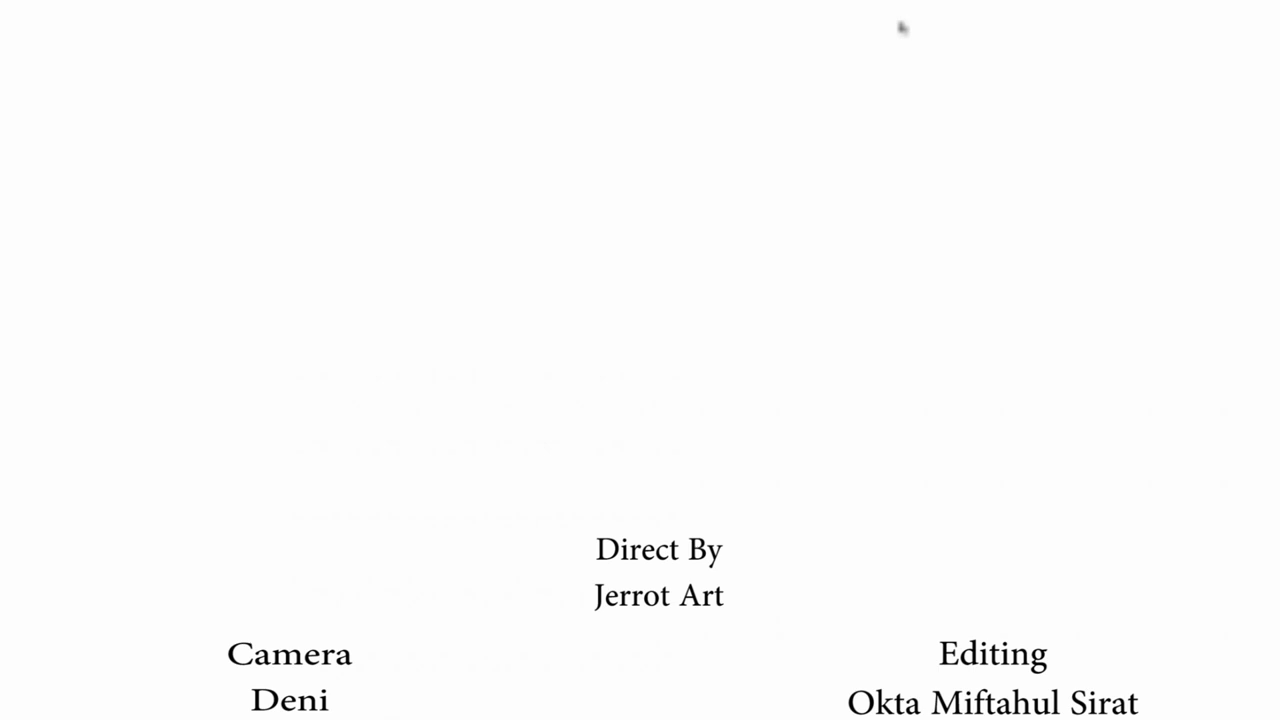 Direct By
Jerrot Art
Camera
Deni
Editing
Okta Miftahul Sirat